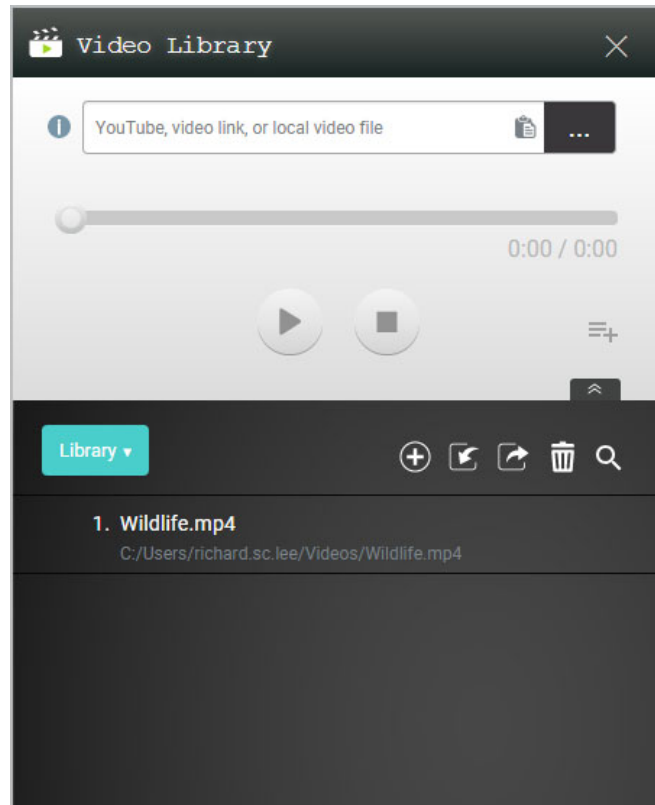 Video Library
YouTube, video link, or local video file
...
0:00 / 0:00
Library
1. Wildlife.mp4
C:/Users/richard.sc.lee/Videos/Wildlife.mp4